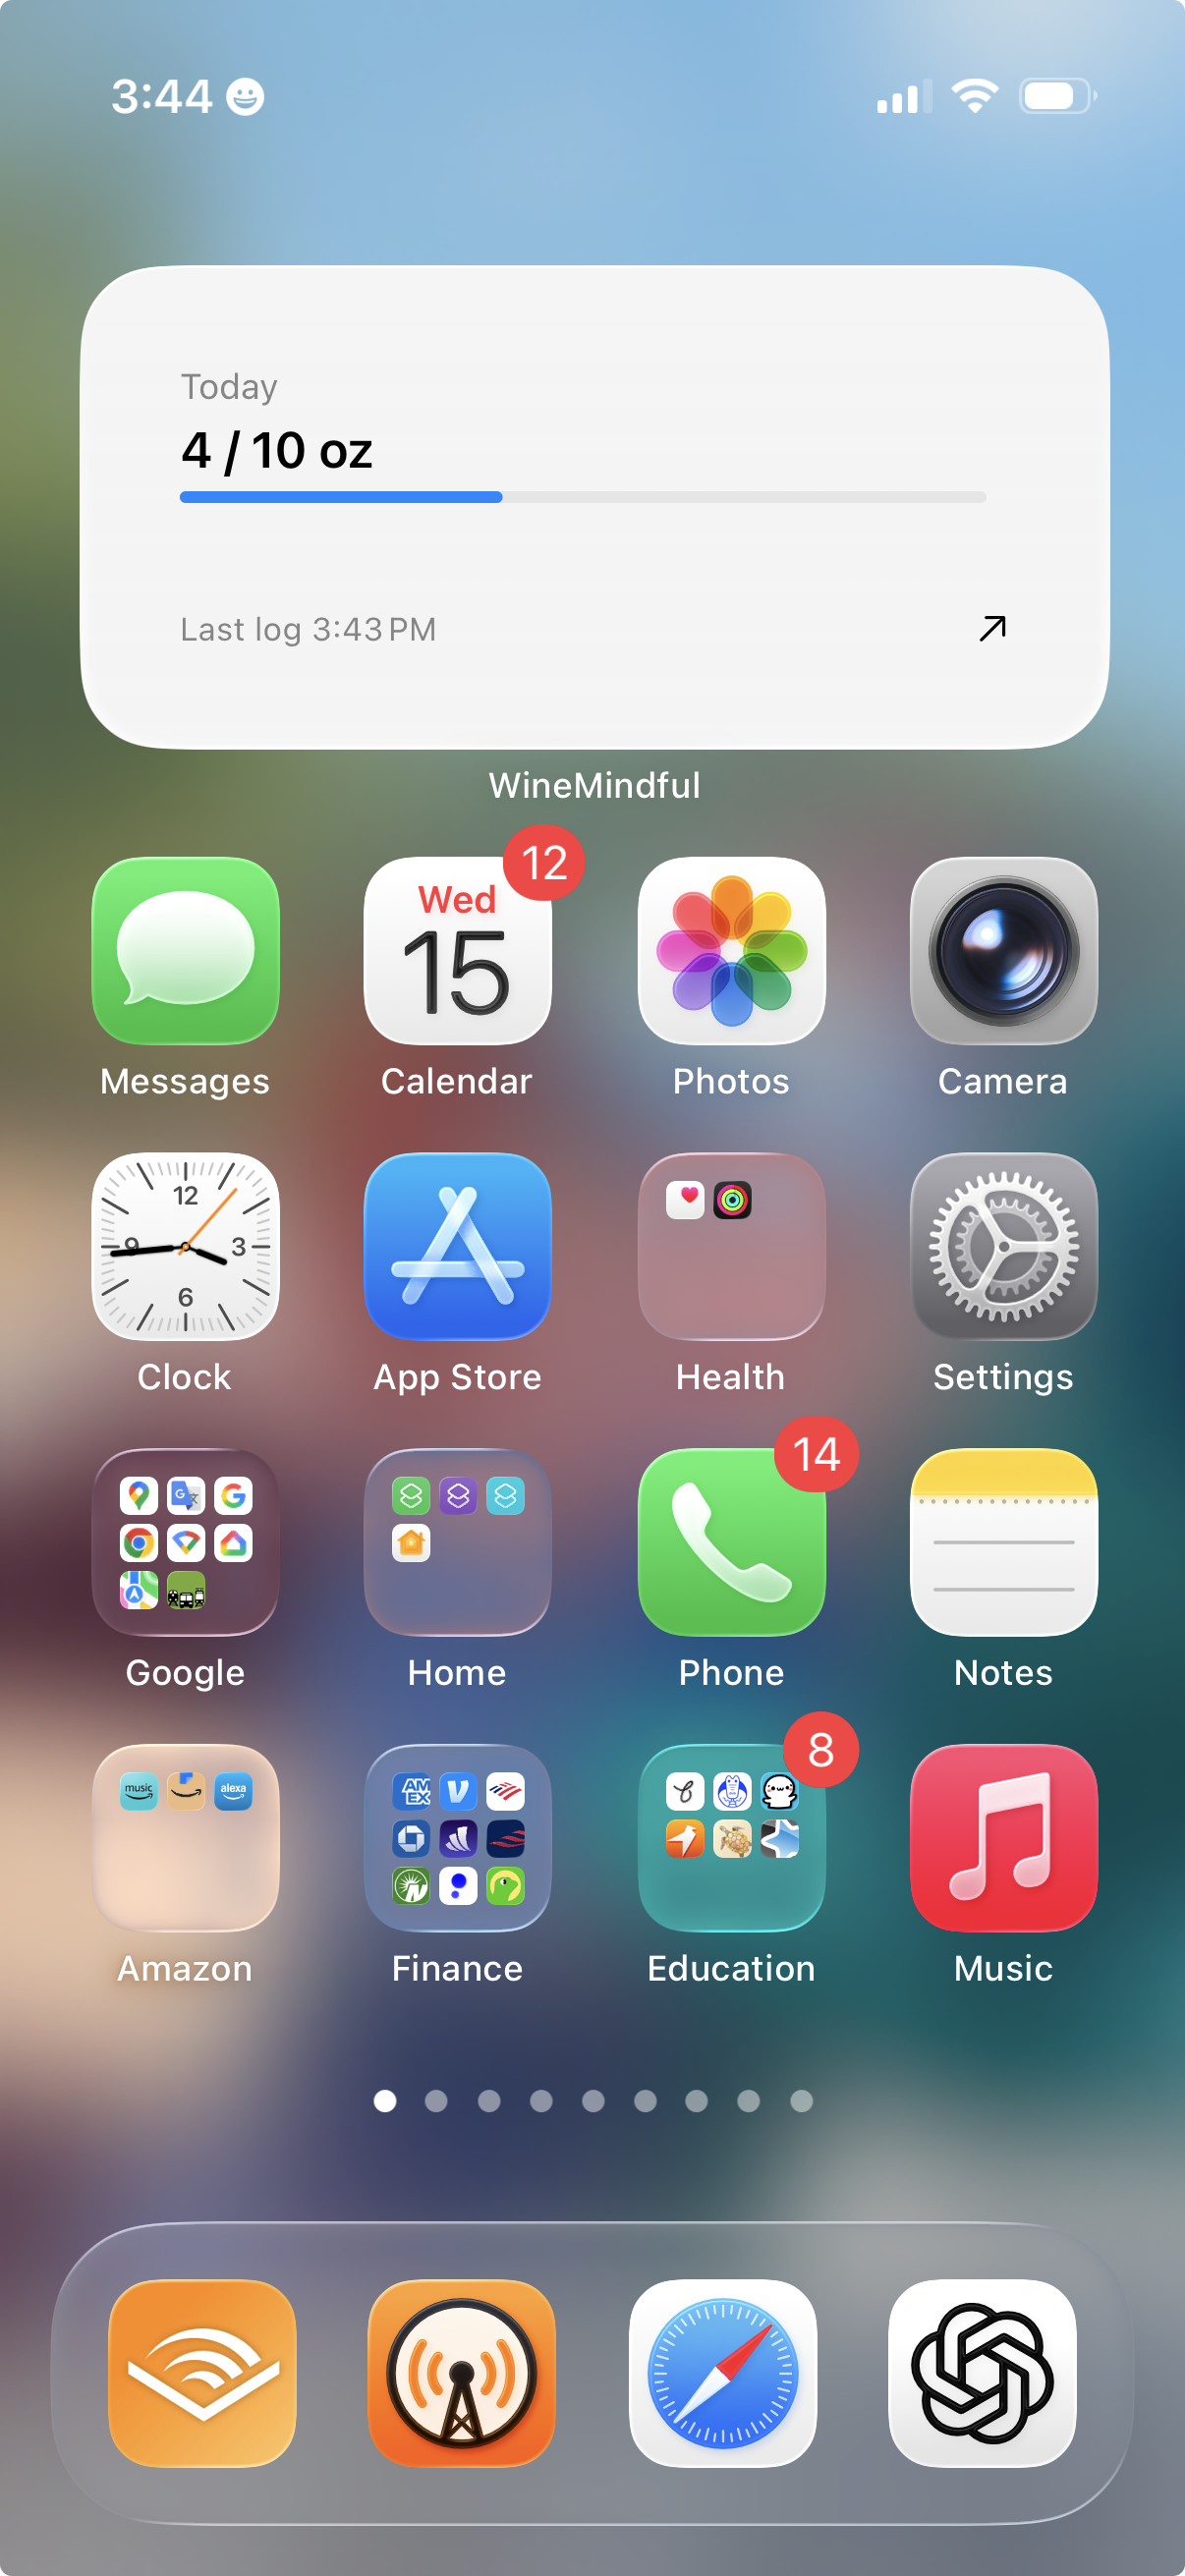 3:44
Today
4 / 10 oz
Last log 3:43 PM
WineMindful
12
Wed
15
Messages
Calendar
Photos
Camera
12
9
3
6
Clock
App Store
Health
Settings
14
Google
Home
Phone
Notes
8
music
alexa
AM
EX
Amazon
Finance
Education
Music